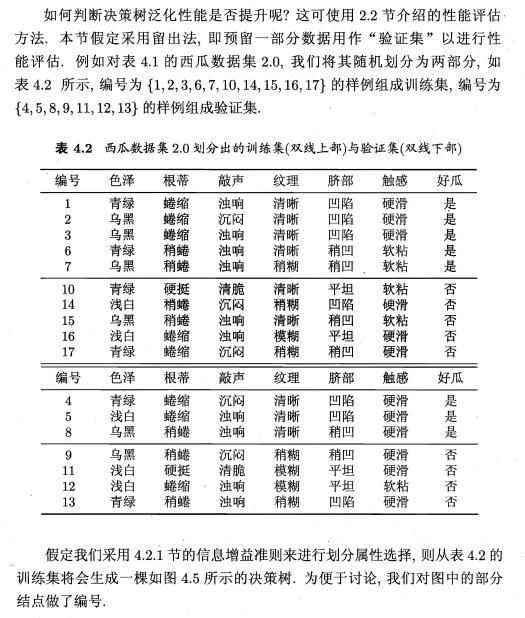 如何判断决策树泛化性能是否提升呢? 这可使用 2.2 节介绍的性能评估
方法. 本节假定采用留出法, 即预留一部分数据用作“验证集”以进行性
能评估. 例如对表 4.1 的西瓜数据集 2.0, 我们将其随机划分为两部分, 如
表 4.2 所示, 编号为 {1, 2, 3, 6, 7, 10, 14, 15, 16, 17} 的样例组成训练集, 编号为
{4, 5, 8, 9, 11, 12, 13} 的样例组成验证集.
表 4.2 西瓜数据集 2.0 划分出的训练集(双线上部)与验证集(双线下部)
编号 色泽 根蒂 敲声 纹理 脐部 触感 好瓜
1 青绿 蜷缩 浊响 清晰 凹陷 硬滑 是
2 乌黑 蜷缩 沉闷 清晰 凹陷 硬滑 是
3 乌黑 蜷缩 浊响 清晰 凹陷 硬滑 是
6 青绿 稍蜷 浊响 清晰 稍凹 软粘 是
7 乌黑 稍蜷 浊响 稍糊 稍凹 软粘 是
10 青绿 硬挺 清脆 清晰 平坦 软粘 否
14 浅白 稍蜷 沉闷 稍糊 凹陷 硬滑 否
15 乌黑 稍蜷 浊响 清晰 稍凹 软粘 否
16 浅白 蜷缩 浊响 模糊 平坦 硬滑 否
17 青绿 蜷缩 沉闷 稍糊 稍凹 硬滑 否
编号 色泽 根蒂 敲声 纹理 脐部 触感 好瓜
4 青绿 蜷缩 沉闷 清晰 凹陷 硬滑 是
5 浅白 蜷缩 浊响 清晰 凹陷 硬滑 是
8 乌黑 稍蜷 浊响 清晰 稍凹 硬滑 是
9 乌黑 稍蜷 沉闷 稍糊 稍凹 硬滑 否
11 浅白 硬挺 清脆 模糊 平坦 硬滑 否
12 浅白 蜷缩 浊响 模糊 平坦 软粘 否
13 青绿 稍蜷 浊响 稍糊 凹陷 硬滑 否
假定我们采用 4.2.1 节的信息增益准则来进行划分属性选择, 则从表 4.2 的
训练集将会生成一棵如图 4.5 所示的决策树. 为便于讨论, 我们对图中的部分
结点做了编号.